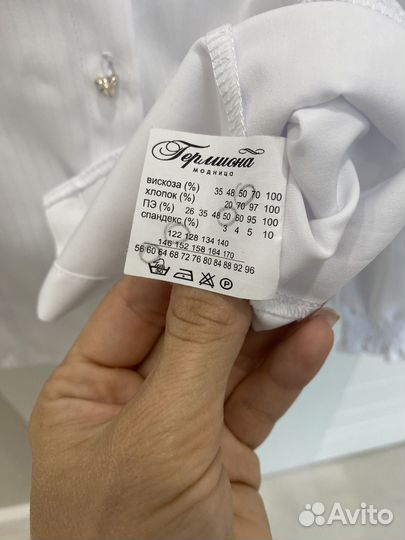 Гермиона
модница
вискоза (%) 35 48 50 70 100
хлопок (%) 20 70 97 100
ПЭ (%) 26 35 48 50 60 95 100
спандекс (%) 3 4 5 10
122 128 134 140
146 152 158 164 170
56 60 64 68 72 76 80 84 88 92 96
Avito